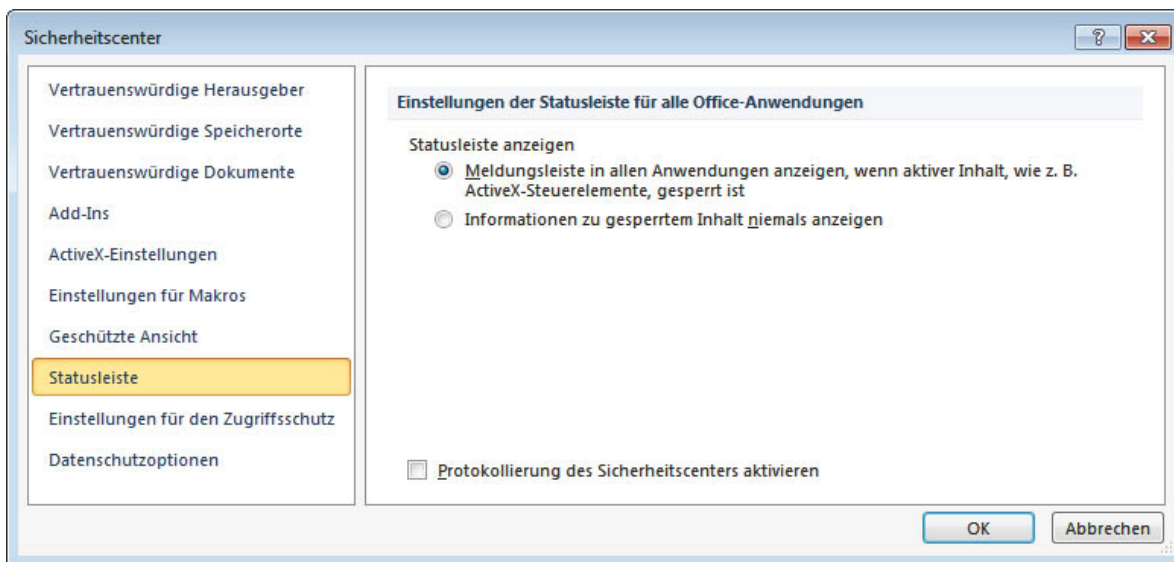 Sicherheitscenter
Vertrauenswürdige Herausgeber
Vertrauenswürdige Speicherorte
Vertrauenswürdige Dokumente
Add-Ins
ActiveX-Einstellungen
Einstellungen für Makros
Geschützte Ansicht
Statusleiste
Einstellungen für den Zugriffsschutz
Datenschutzoptionen
Einstellungen der Statusleiste für alle Office-Anwendungen
Statusleiste anzeigen
Meldungsleiste in allen Anwendungen anzeigen, wenn aktiver Inhalt, wie z. B.
ActiveX-Steuerelemente, gesperrt ist
Informationen zu gesperrtem Inhalt niemals anzeigen
Protokollierung des Sicherheitscenters aktivieren
OK
Abbrechen